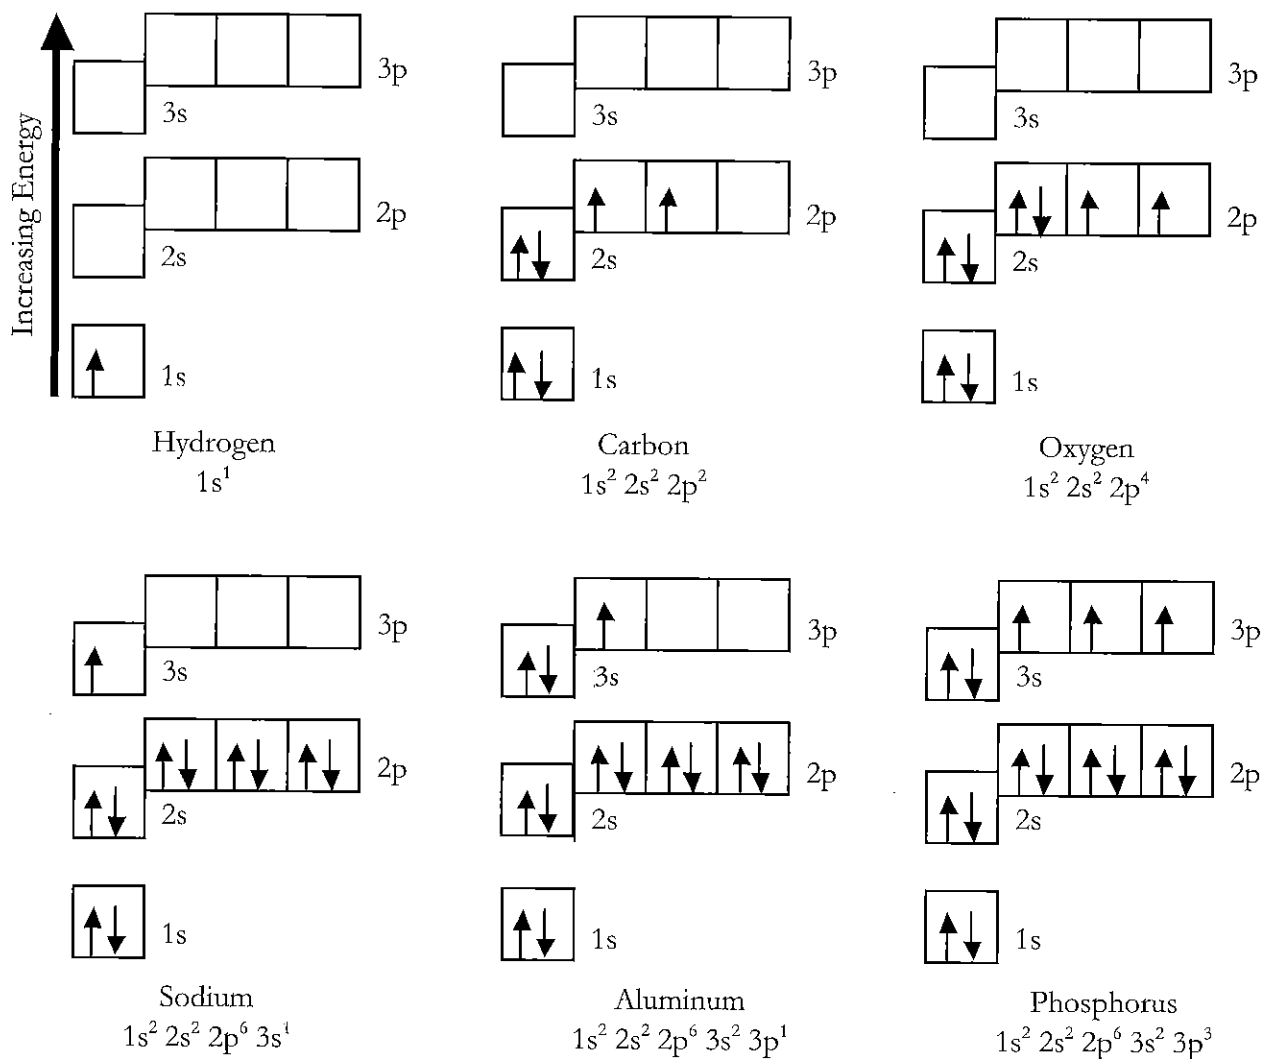 Increasing Energy
3p
3s
2p
2s
1s
Hydrogen
1s¹
3p
3s
2p
2s
1s
Carbon
1s² 2s² 2p²
3p
3s
2p
2s
1s
Oxygen
1s² 2s² 2p⁴
3p
3s
2p
2s
1s
Sodium
1s² 2s² 2p⁶ 3s¹
3p
3s
2p
2s
1s
Aluminum
1s² 2s² 2p⁶ 3s² 3p¹
3p
3s
2p
2s
1s
Phosphorus
1s² 2s² 2p⁶ 3s² 3p³